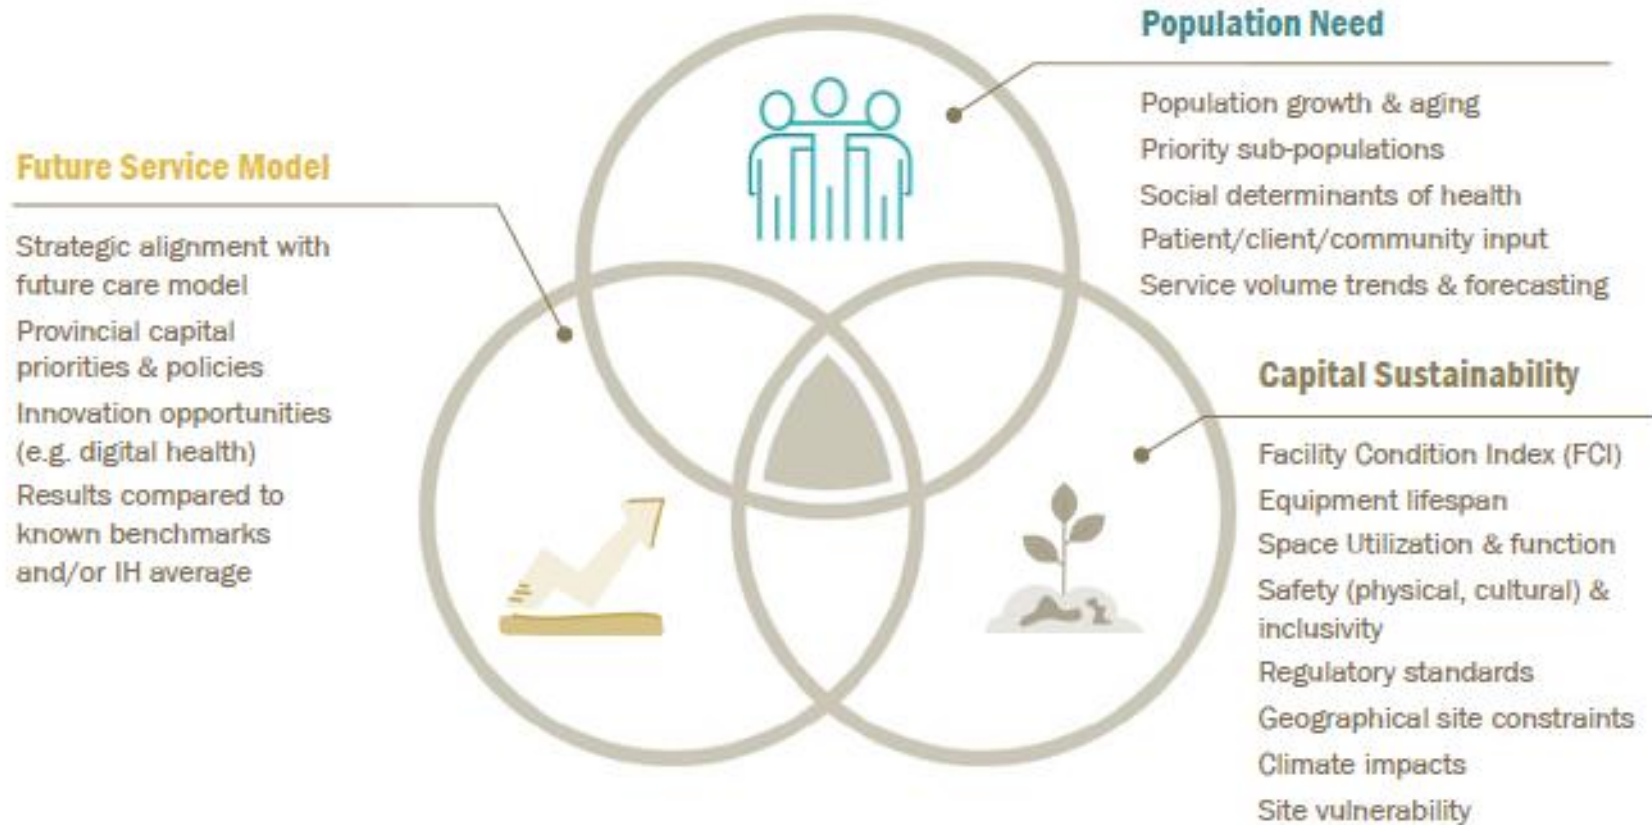 Population Need
Population growth & aging
Priority sub-populations
Social determinants of health
Patient/client/community input
Service volume trends & forecasting
Future Service Model
Strategic alignment with
future care model
Provincial capital
priorities & policies
Innovation opportunities
(e.g. digital health)
Results compared to
known benchmarks
and/or IH average
Capital Sustainability
Facility Condition Index (FCI)
Equipment lifespan
Space Utilization & function
Safety (physical, cultural) &
inclusivity
Regulatory standards
Geographical site constraints
Climate impacts
Site vulnerability